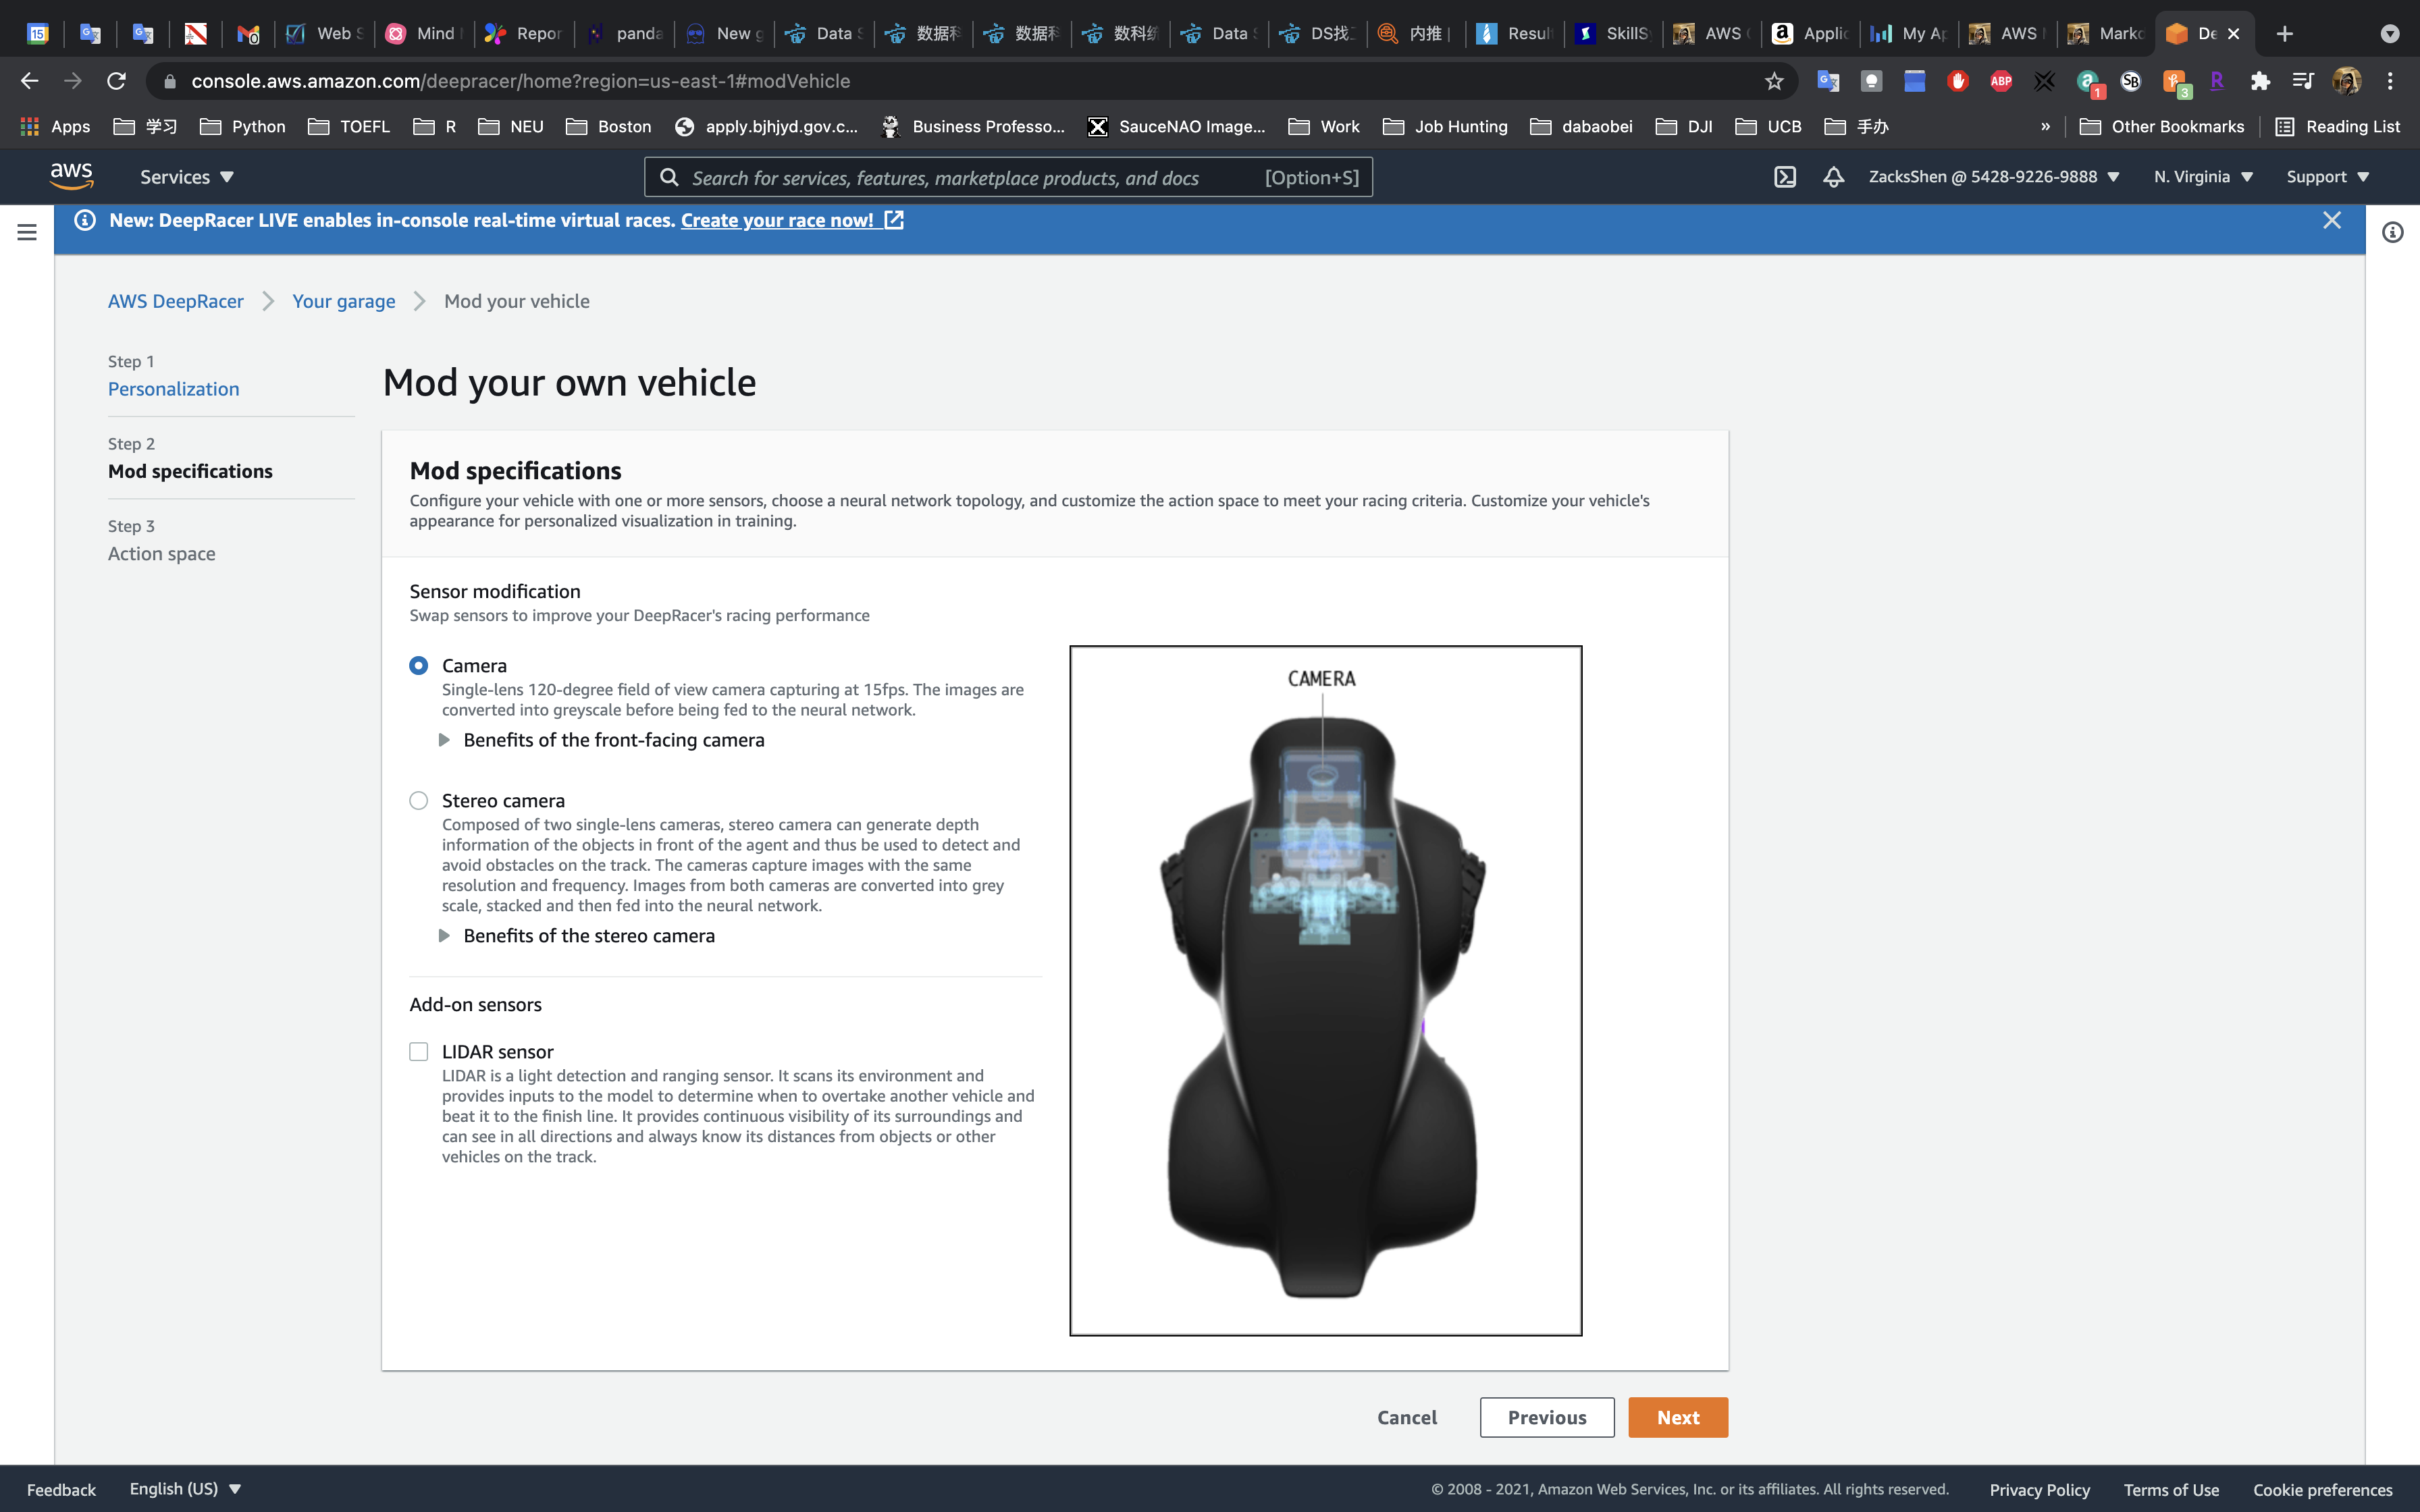 15
Web S
Mind
Repor
panda
New g
Data S
数据科
数据科
数科统
Data S
DS找工
内推 |
Result
SkillS
AWS
Applic
My Ap
AWS
Marko
De
console.aws.amazon.com/deepracer/home?region=us-east-1#modVehicle
ABP
1
SB
3
R
Apps
学习
Python
TOEFL
R
NEU
Boston
apply.bjhjyd.gov.c...
Business Professo...
SauceNAO Image...
Work
Job Hunting
dabaobei
DJI
UCB
手办
»
Other Bookmarks
Reading List
aws
Services
Search for services, features, marketplace products, and docs
[Option+S]
ZacksShen @ 5428-9226-9888
N. Virginia
Support
New: DeepRacer LIVE enables in-console real-time virtual races. Create your race now!
AWS DeepRacer
Your garage
Mod your vehicle
Step 1
Personalization
Step 2
Mod specifications
Step 3
Action space
Mod your own vehicle
Mod specifications
Configure your vehicle with one or more sensors, choose a neural network topology, and customize the action space to meet your racing criteria. Customize your vehicle's
appearance for personalized visualization in training.
Sensor modification
Swap sensors to improve your DeepRacer's racing performance
Camera
Single-lens 120-degree field of view camera capturing at 15fps. The images are
converted into greyscale before being fed to the neural network.
Benefits of the front-facing camera
Stereo camera
Composed of two single-lens cameras, stereo camera can generate depth
information of the objects in front of the agent and thus be used to detect and
avoid obstacles on the track. The cameras capture images with the same
resolution and frequency. Images from both cameras are converted into grey
scale, stacked and then fed into the neural network.
Benefits of the stereo camera
Add-on sensors
LIDAR sensor
LIDAR is a light detection and ranging sensor. It scans its environment and
provides inputs to the model to determine when to overtake another vehicle and
beat it to the finish line. It provides continuous visibility of its surroundings and
can see in all directions and always know its distances from objects or other
vehicles on the track.
CAMERA
Cancel
Previous
Next
Feedback
English (US)
© 2008 - 2021, Amazon Web Services, Inc. or its affiliates. All rights reserved.
Privacy Policy
Terms of Use
Cookie preferences